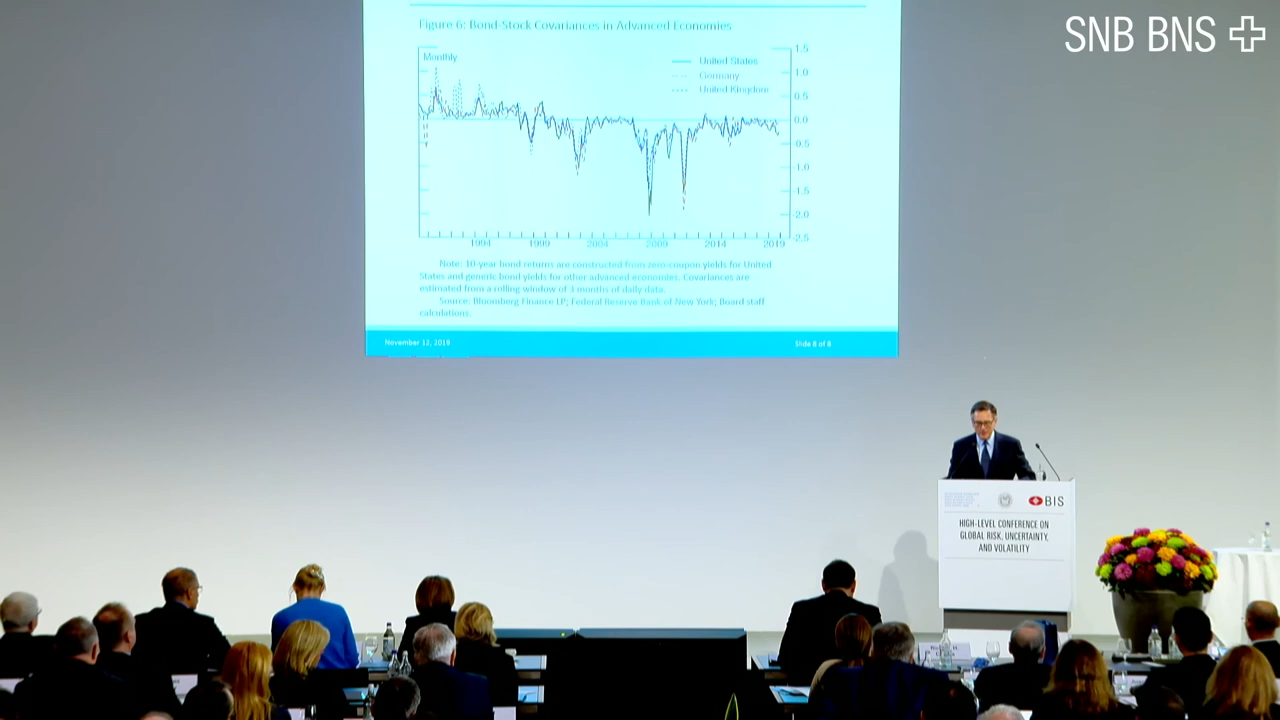 Figure 6: Bond-Stock Covariances in Advanced Economies
SNB BNS
Monthly
United States
Germany
United Kingdom
1.5
1.0
0.5
0.0
-0.5
-1.0
-1.5
-2.0
-2.5
1994 1999 2004 2009 2014 2019
Note: 10-year bond returns are constructed from zero-coupon yields for United
States and generic bond yields for other advanced economies. Covariances are
estimated from a rolling window of 3 months of daily data.
Source: Bloomberg Finance LP; Federal Reserve Bank of New York; Board staff
calculations.
November 12, 2019 Slide 8 of 8
BIS
HIGH-LEVEL CONFERENCE ON
GLOBAL RISK, UNCERTAINTY,
AND VOLATILITY